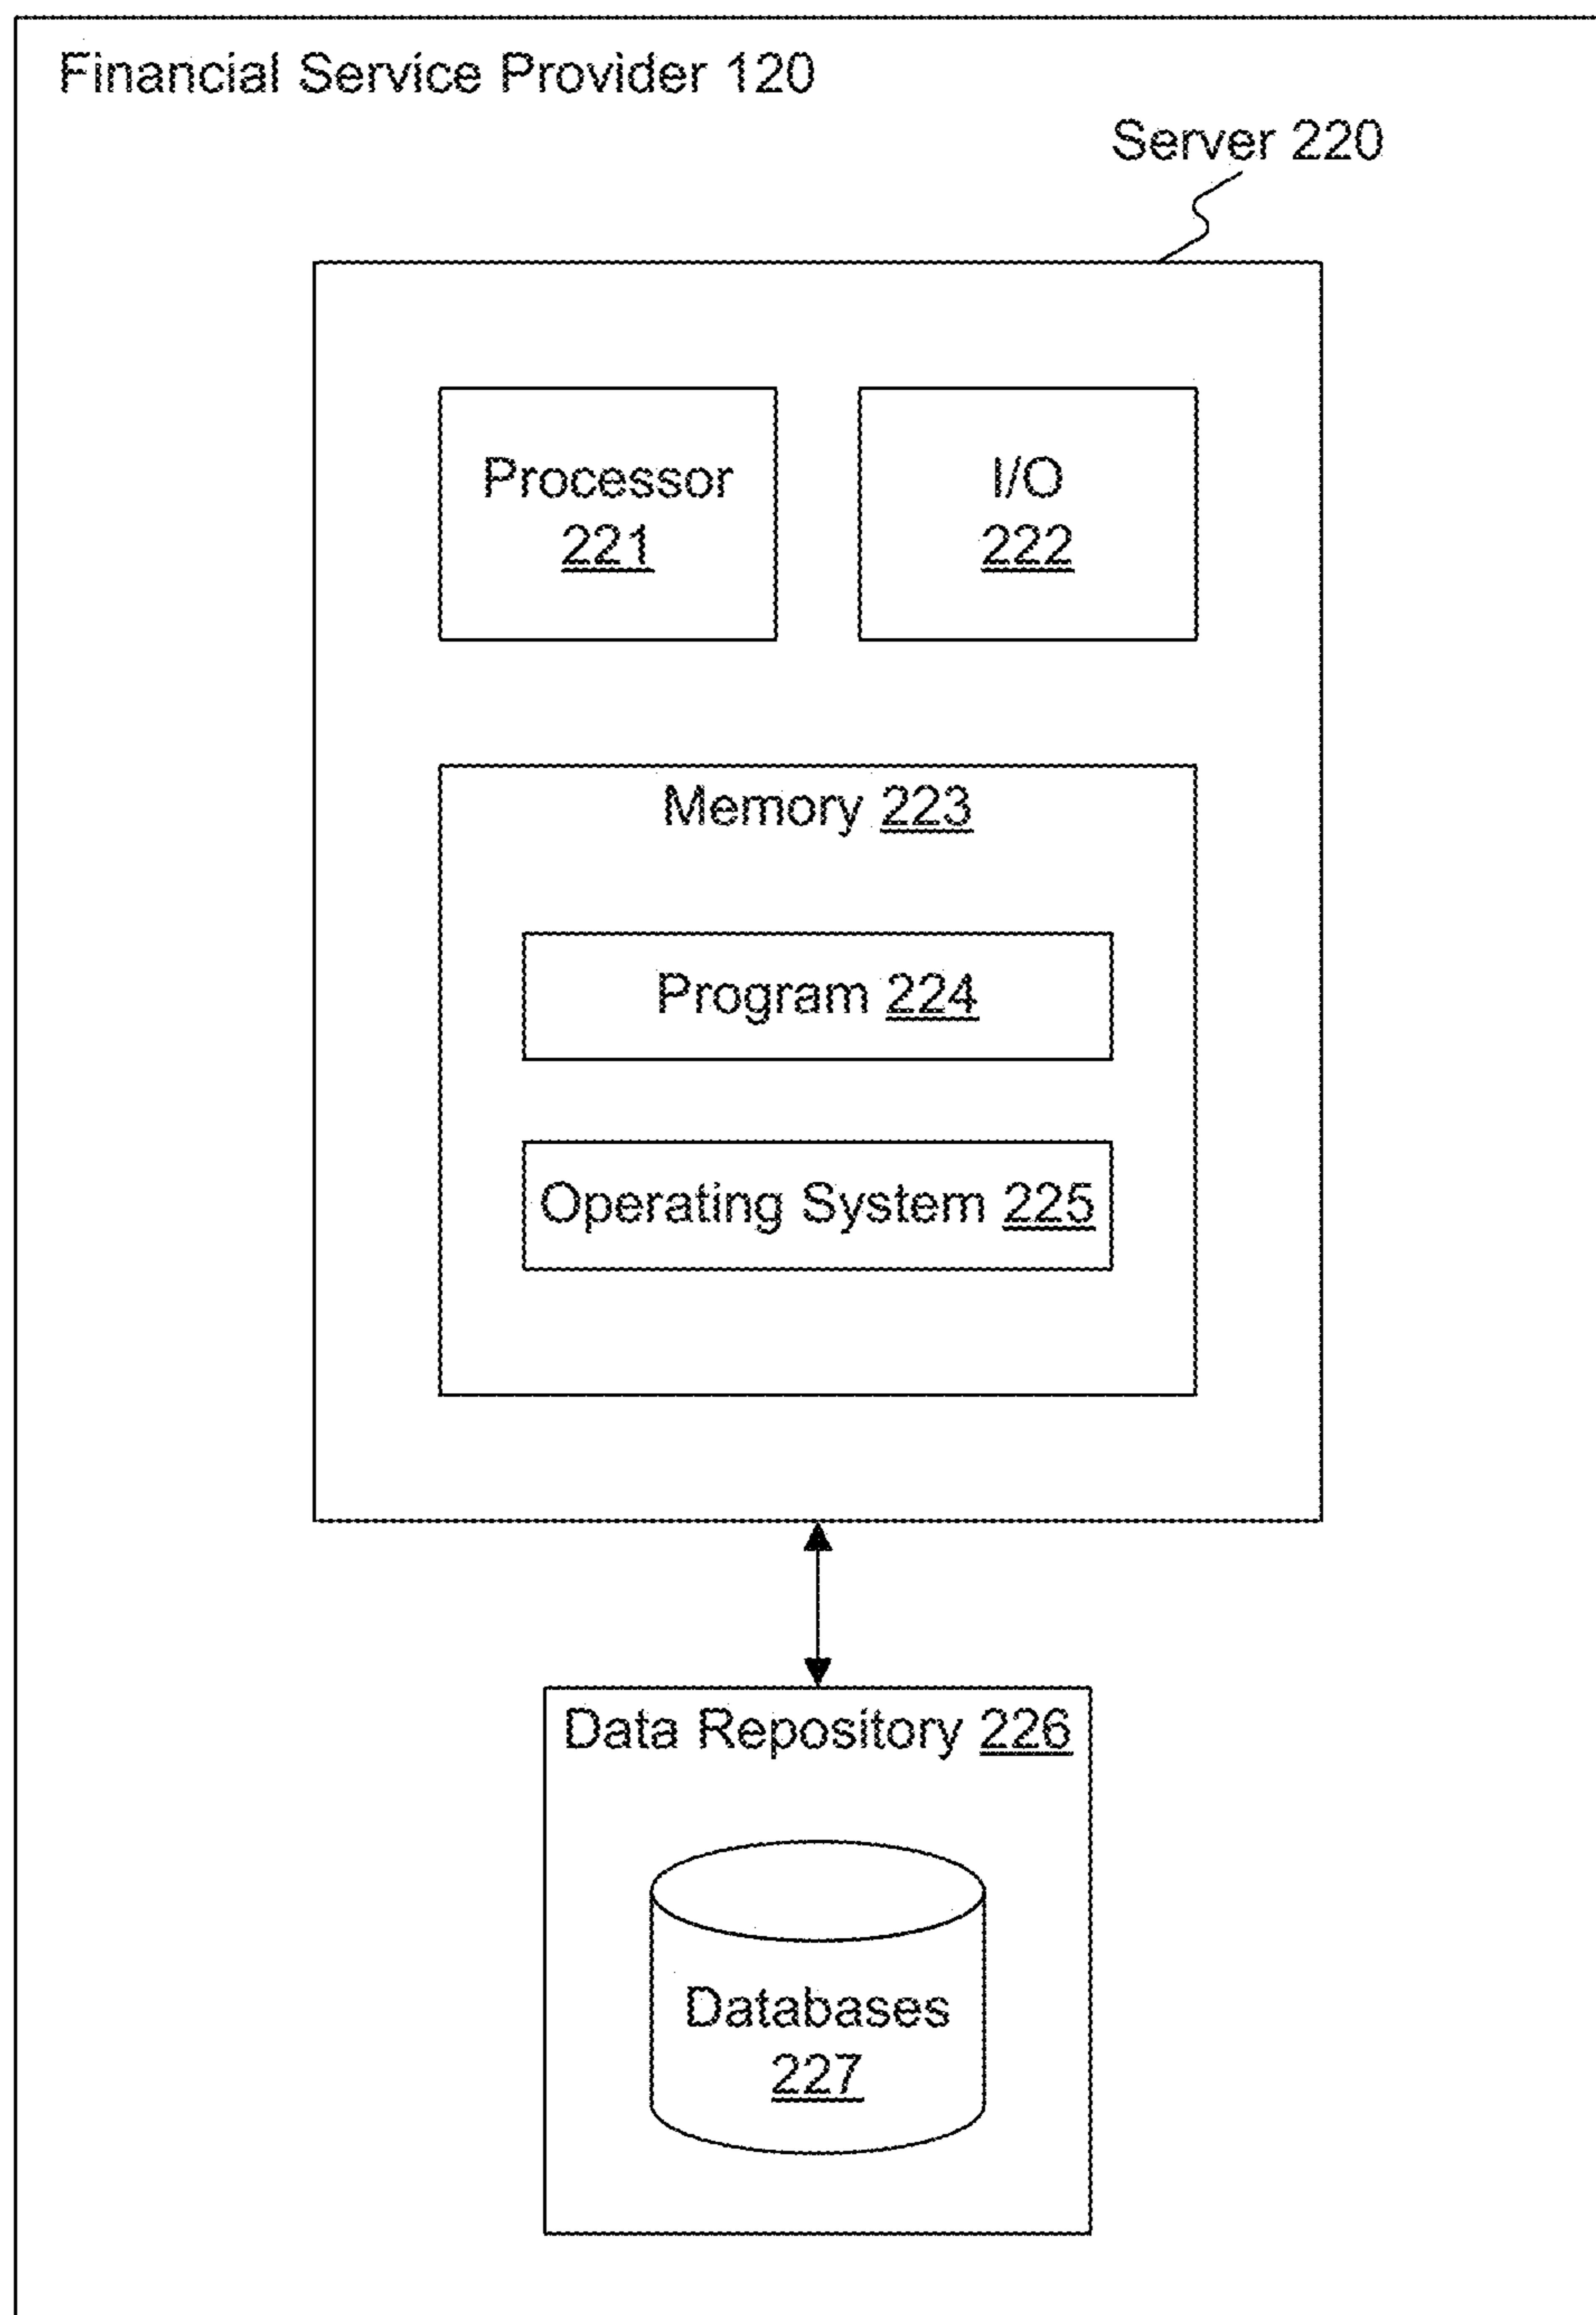 Financial Service Provider 120
Server 220
Processor
221
I/O
222
Memory 223
Program 224
Operating System 225
Data Repository 226
Databases
227